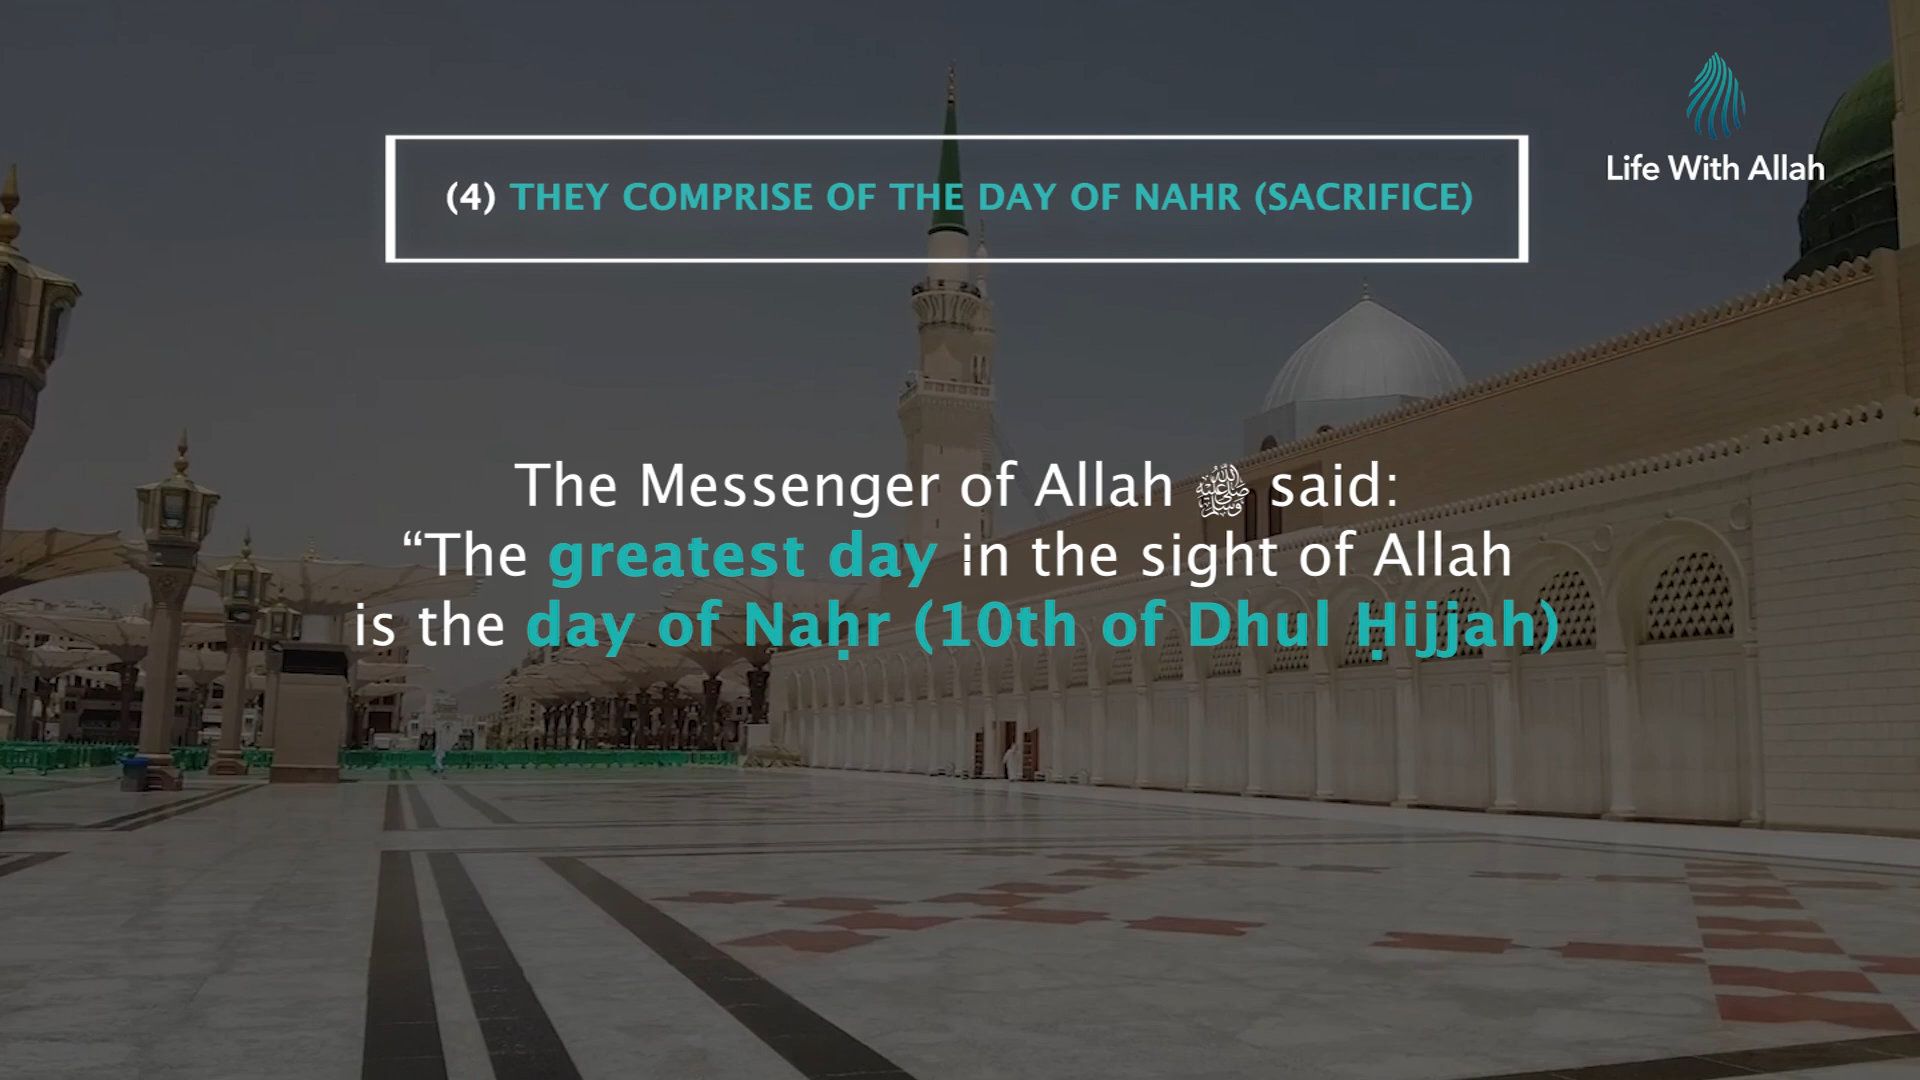 Life With Allah
(4) THEY COMPRISE OF THE DAY OF NAHR (SACRIFICE)
The Messenger of Allah ﷺ said:
“The greatest day in the sight of Allah
is the day of Naḥr (10th of Dhul Ḥijjah)